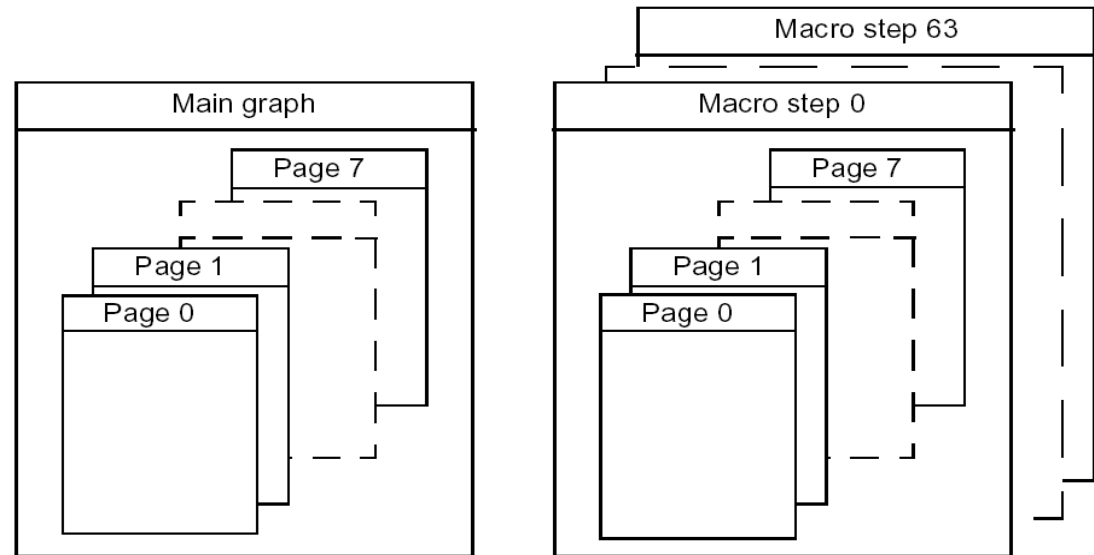 Main graph
Page 7
Page 1
Page 0
Macro step 63
Macro step 0
Page 7
Page 1
Page 0